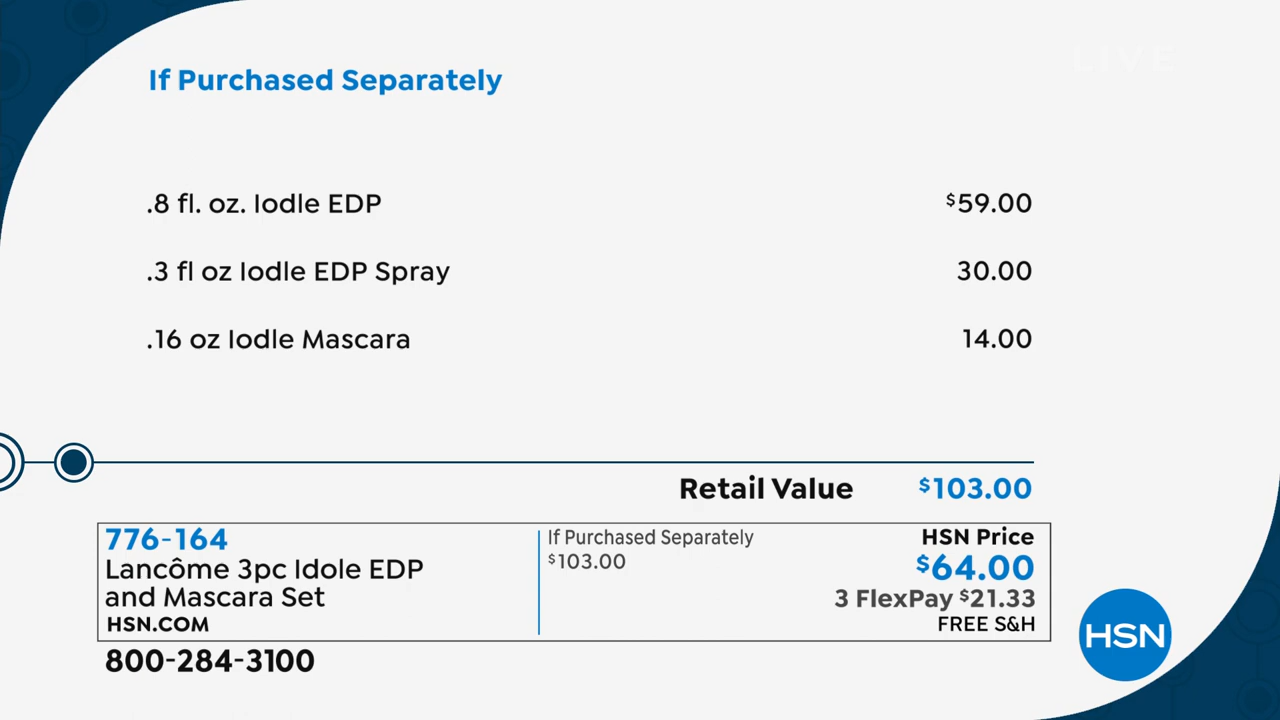 LIVE
If Purchased Separately
.8 fl. oz. Iodle EDP $59.00
.3 fl oz Iodle EDP Spray 30.00
.16 oz Iodle Mascara 14.00
Retail Value $103.00
776-164
Lancôme 3pc Idole EDP
and Mascara Set
HSN.COM
If Purchased Separately
$103.00
HSN Price
$64.00
3 FlexPay $21.33
FREE S&H
800-284-3100
HSN